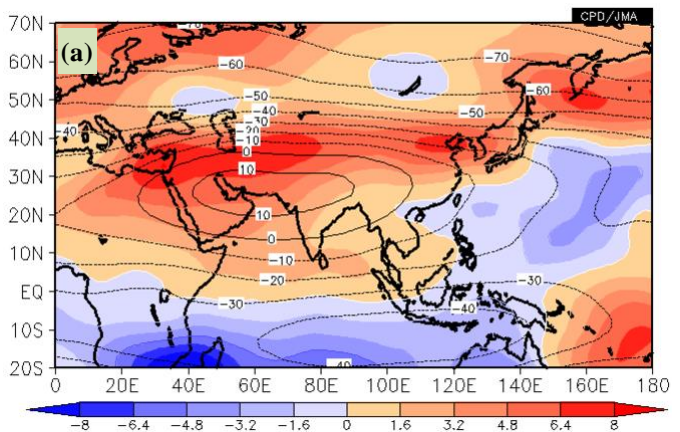 CPD/JMA
(a)
70N
60N
50N
40N
30N
20N
10N
EQ
10S
20S
-70
-60
-70
-60
-50
-50
-40
-40
-30
-20
-10
0
10
10
0
-10
-20
-30
-30
-40
-40
0 20E 40E 60E 80E 100E 120E 140E 160E 180
-8 -6.4 -4.8 -3.2 -1.6 0 1.6 3.2 4.8 6.4 8